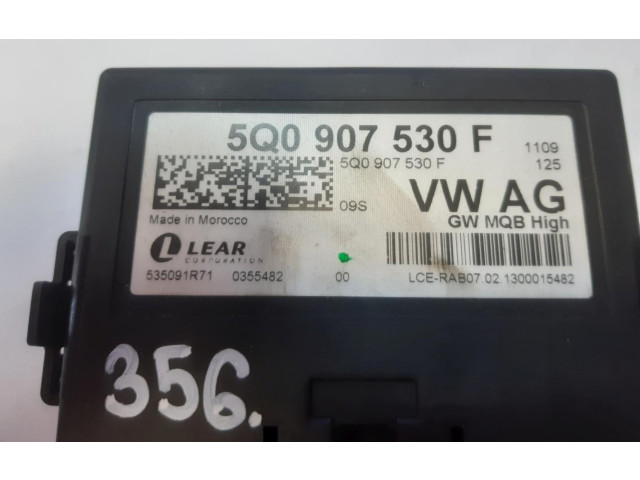 5Q0 907 530 F 1109
5Q0 907 530 F 125
09S VW AG
Made in Morocco GW MQB High
LEAR
CORPORATION
535091R71 0355482 00 LCE-RAB07.02.1300015482
356.